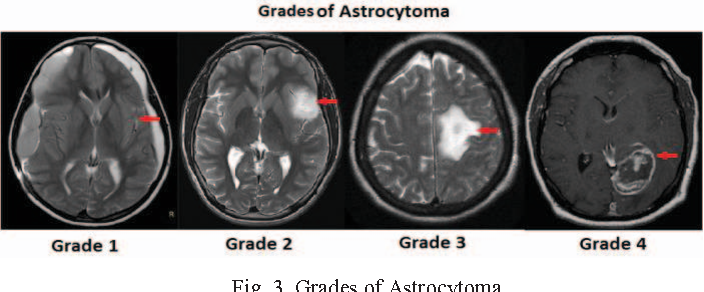 Grades of Astrocytoma
R
Grade 1
Grade 2
Grade 3
Grade 4
Fig. 3. Grades of Astrocytoma